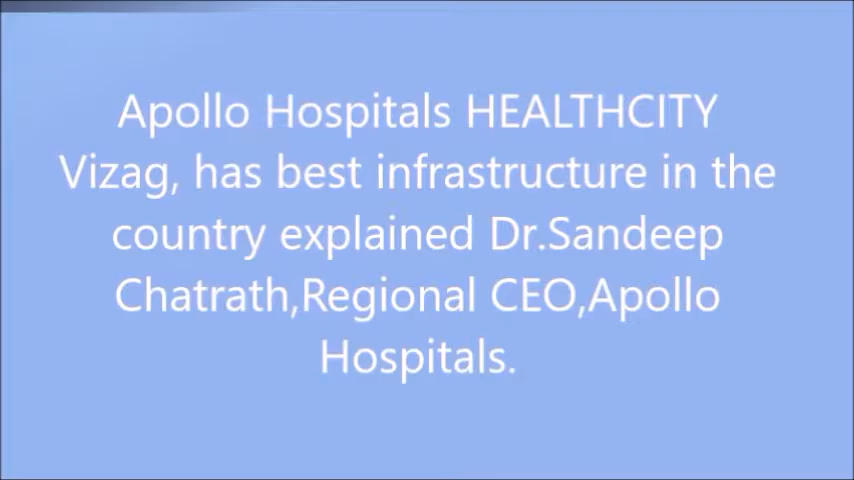 Apollo Hospitals HEALTHCITY
Vizag, has best infrastructure in the
country explained Dr.Sandeep
Chatrath,Regional CEO,Apollo
Hospitals.